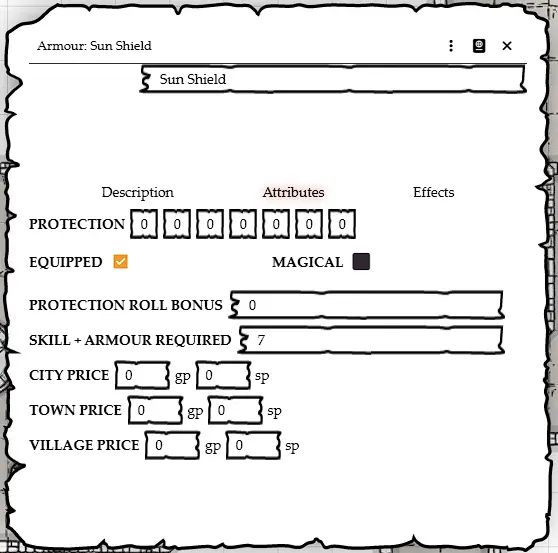 Armour: Sun Shield
Sun Shield
Description Attributes Effects
PROTECTION 0 0 0 0 0 0 0
EQUIPPED MAGICAL
PROTECTION ROLL BONUS 0
SKILL + ARMOUR REQUIRED 7
CITY PRICE 0 gp 0 sp
TOWN PRICE 0 gp 0 sp
VILLAGE PRICE 0 gp 0 sp